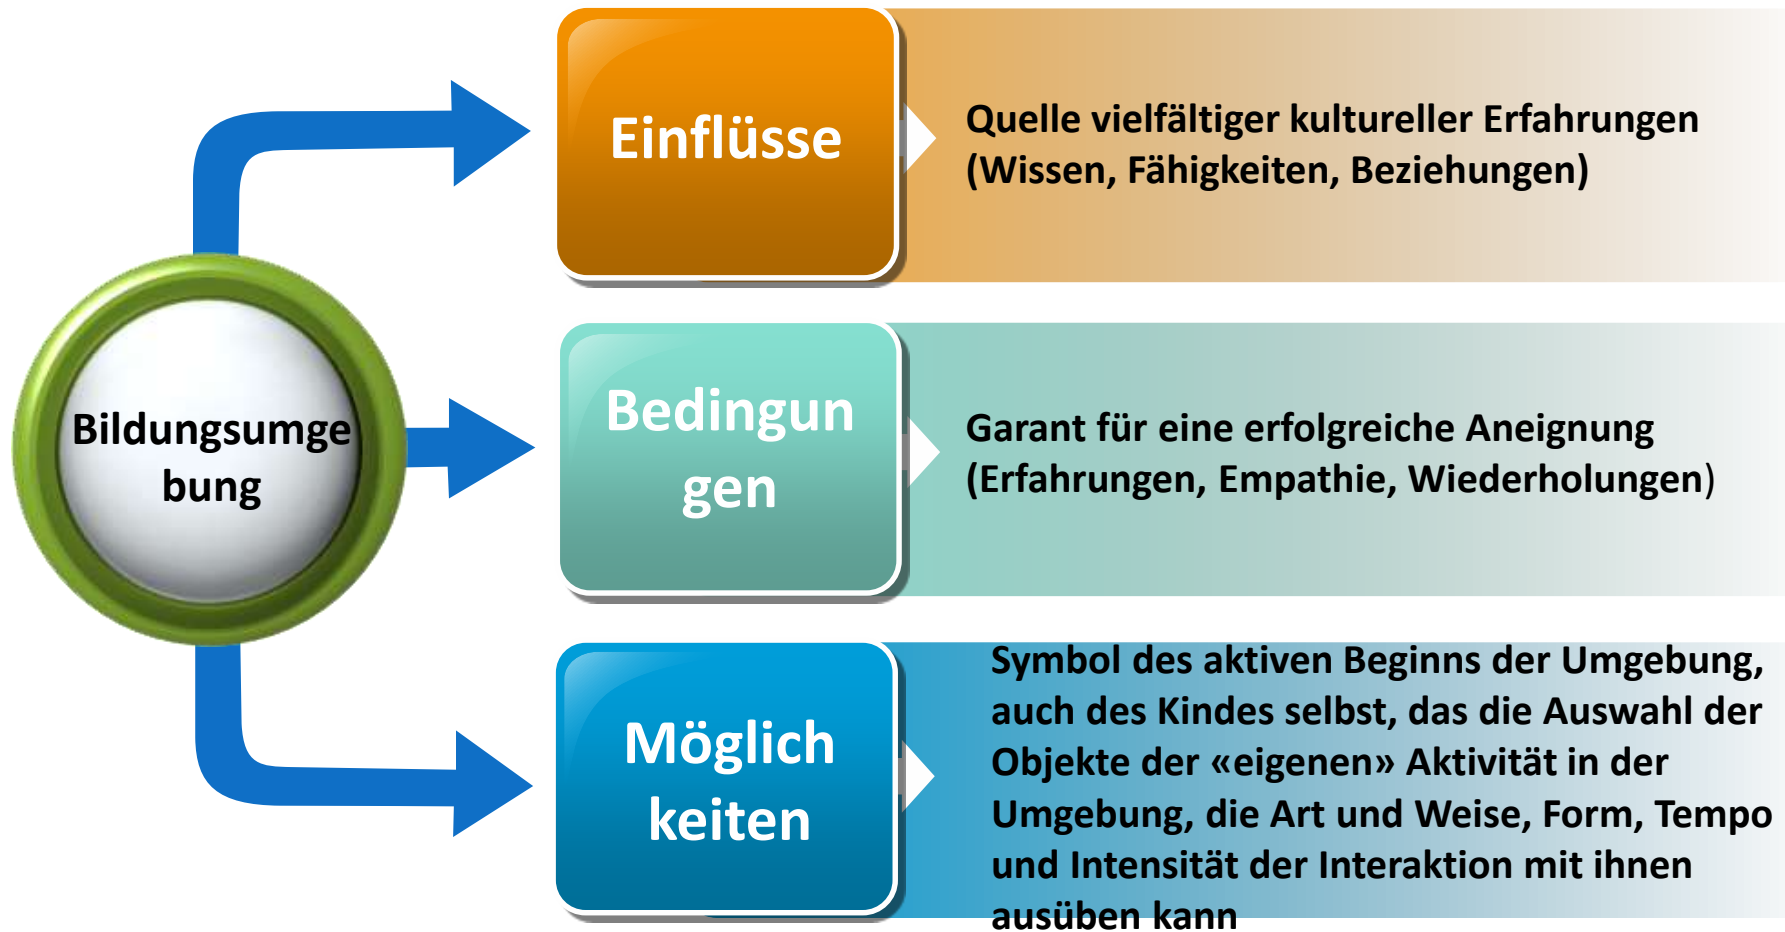 Einflüsse
Quelle vielfältiger kultureller Erfahrungen
(Wissen, Fähigkeiten, Beziehungen)
Bildungsumge
bung
Bedingun
gen
Garant für eine erfolgreiche Aneignung
(Erfahrungen, Empathie, Wiederholungen)
Möglich
keiten
Symbol des aktiven Beginns der Umgebung,
auch des Kindes selbst, das die Auswahl der
Objekte der «eigenen» Aktivität in der
Umgebung, die Art und Weise, Form, Tempo
und Intensität der Interaktion mit ihnen
ausüben kann